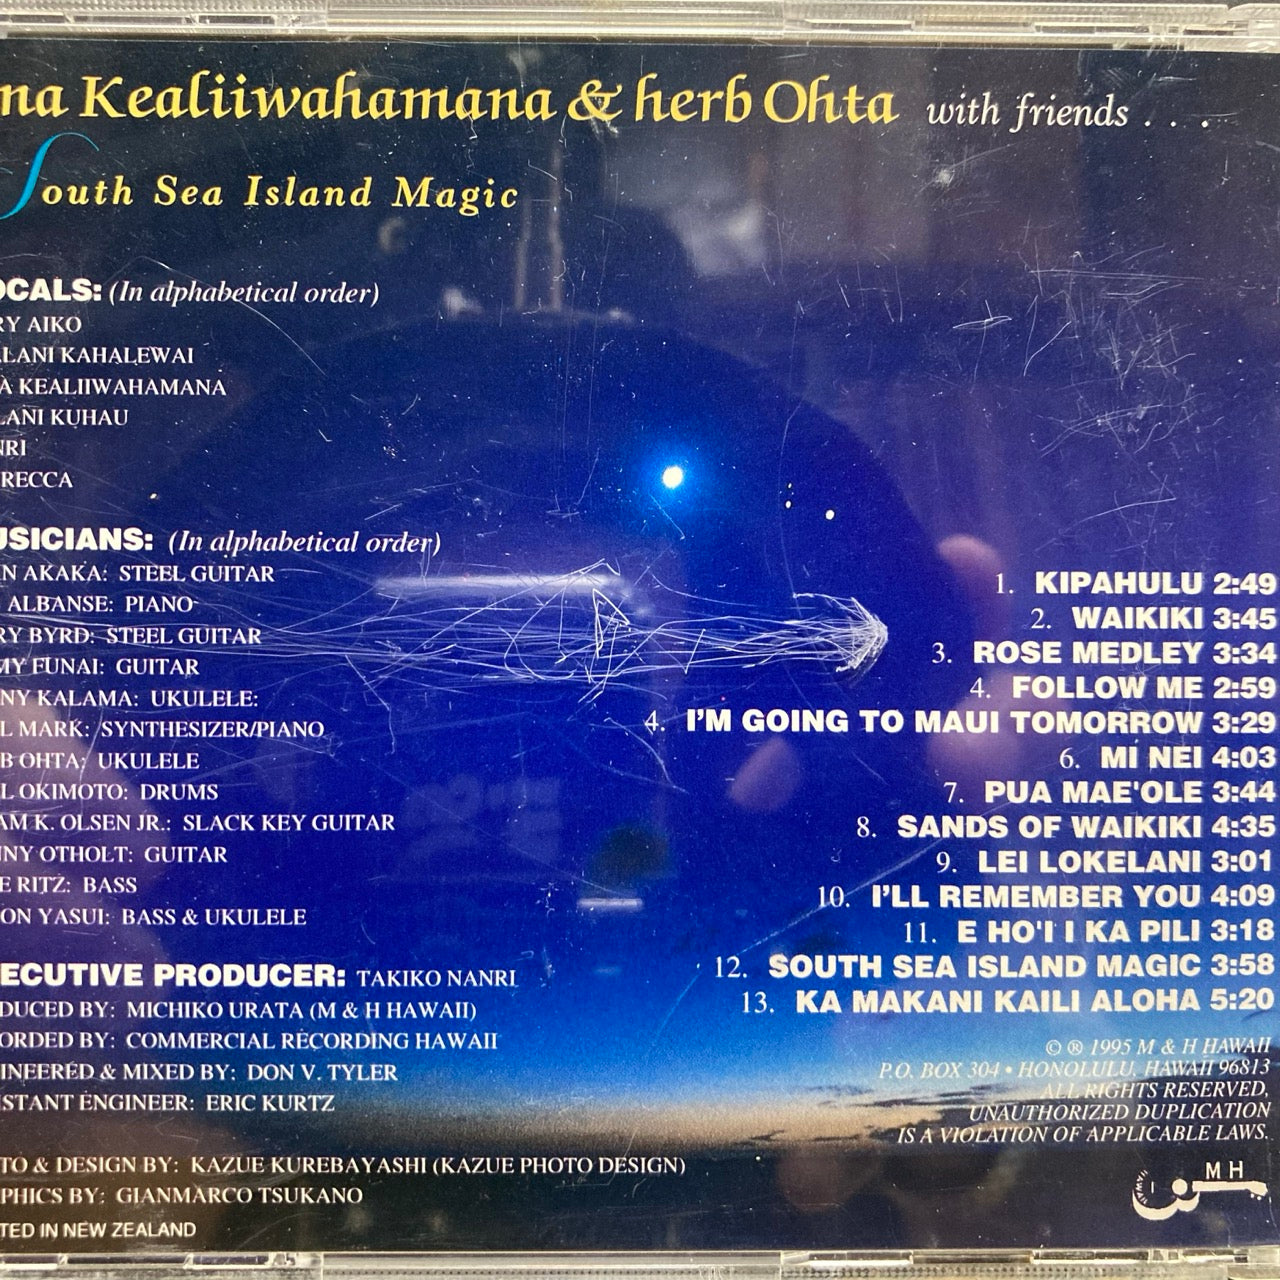 na Kealiiwahamana & herb Ohta with friends . . .
South Sea Island Magic
OCALS: (In alphabetical order)
RY AIKO
LANI KAHALEWAI
A KEALIIWAHAMANA
LANI KUHAU
NRI
RECCA
USICIANS: (In alphabetical order)
N AKAKA: STEEL GUITAR
ALBANSE: PIANO
RY BYRD: STEEL GUITAR
MY FUNAI: GUITAR
NY KALAMA: UKULELE:
L MARK: SYNTHESIZER/PIANO
B OHTA: UKULELE
L OKIMOTO: DRUMS
AM K. OLSEN JR.: SLACK KEY GUITAR
NY OTHOLT: GUITAR
E RITZ: BASS
ON YASUI: BASS & UKULELE
ECUTIVE PRODUCER: TAKIKO NANRI
DUCED BY: MICHIKO URATA (M & H HAWAII)
ORDED BY: COMMERCIAL RECORDING HAWAII
INEERED & MIXED BY: DON V. TYLER
ISTANT ENGINEER: ERIC KURTZ
TO & DESIGN BY: KAZUE KUREBAYASHI (KAZUE PHOTO DESIGN)
PHICS BY: GIANMARCO TSUKANO
TED IN NEW ZEALAND
1. KIPAHULU 2:49
2. WAIKIKI 3:45
3. ROSE MEDLEY 3:34
4. FOLLOW ME 2:59
4. I'M GOING TO MAUI TOMORROW 3:29
6. MI NEI 4:03
7. PUA MAE'OLE 3:44
8. SANDS OF WAIKIKI 4:35
9. LEI LOKELANI 3:01
10. I'LL REMEMBER YOU 4:09
11. E HO'I I KA PILI 3:18
12. SOUTH SEA ISLAND MAGIC 3:58
13. KA MAKANI KAILI ALOHA 5:20
© ® 1995 M & H HAWAII
P.O. BOX 304 • HONOLULU, HAWAII 96813
ALL RIGHTS RESERVED,
UNAUTHORIZED DUPLICATION
IS A VIOLATION OF APPLICABLE LAWS.
M H
HAWAII